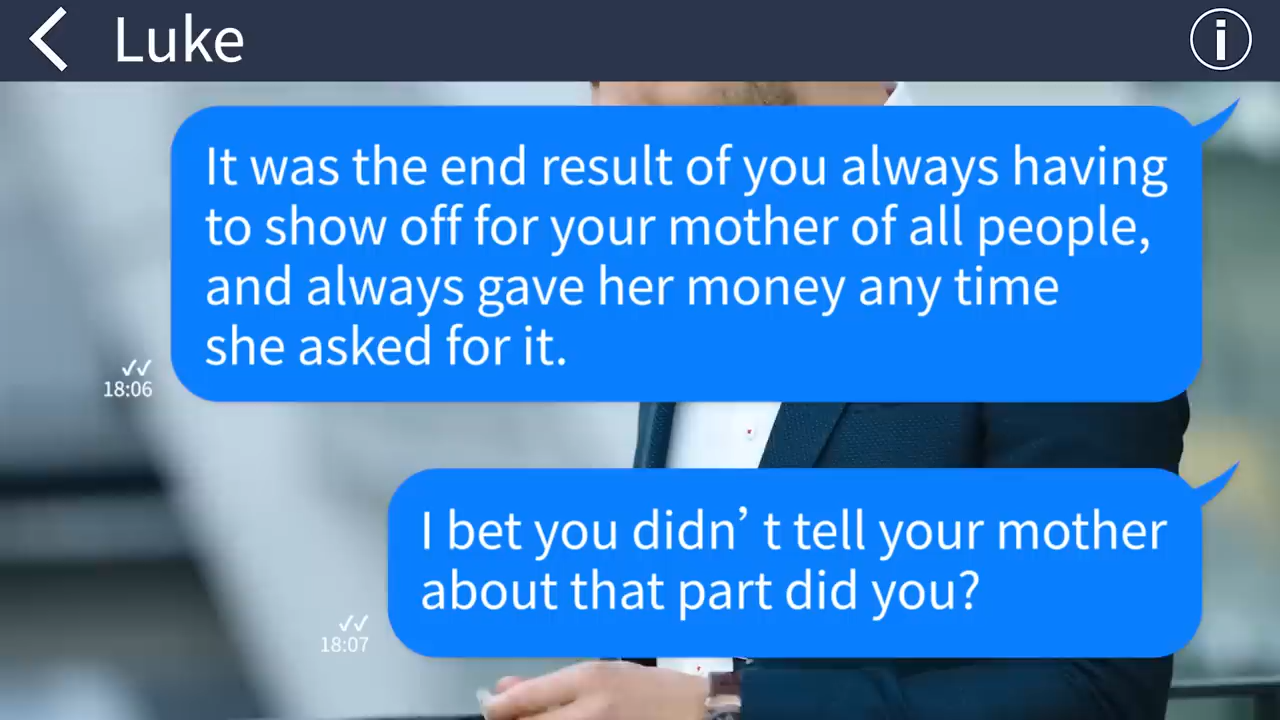 Luke
It was the end result of you always having
to show off for your mother of all people,
and always gave her money any time
she asked for it.
18:06
I bet you didn’ t tell your mother
about that part did you?
18:07